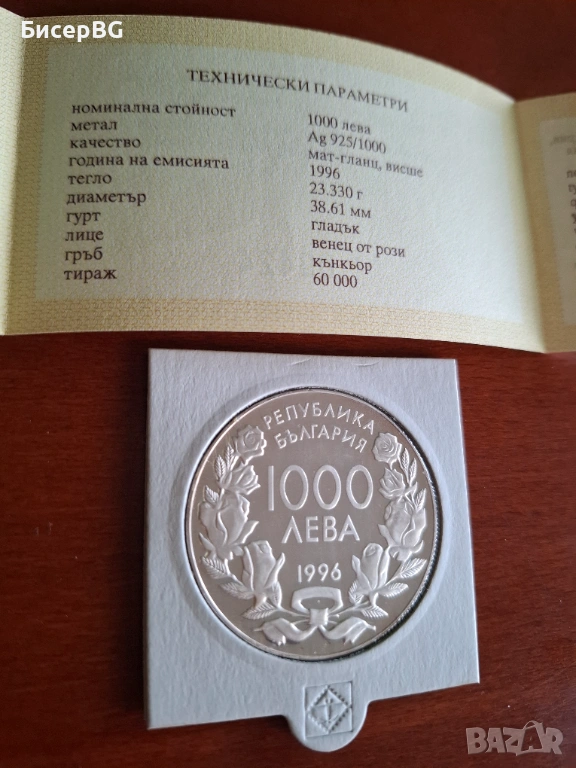 БисерBG
ТЕХНИЧЕСКИ ПАРАМЕТРИ
номинална стойност 1000 лева
метал Ag 925/1000
качество мат-гланц, висше
година на емисията 1996
тегло 23.330 г
диаметър 38.61 мм
гурт гладък
лице венец от рози
гръб кънкьор
тираж 60 000
РЕПУБЛИКА
БЪЛГАРИЯ
1000
ЛЕВА
1996
BAZAR